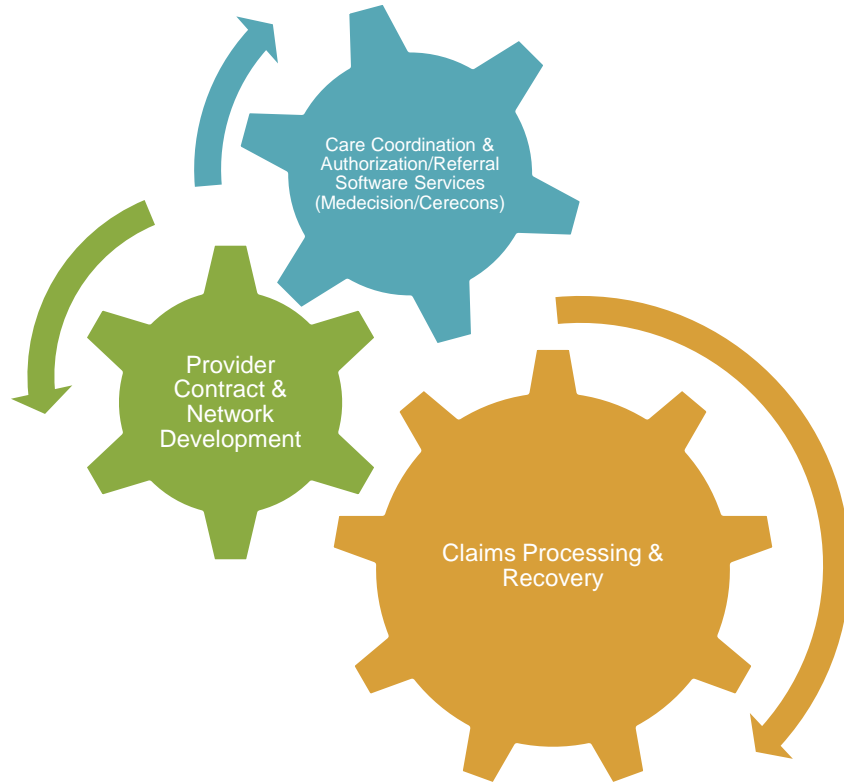 Care Coordination &
Authorization/Referral
Software Services
(Medecision/Cerecons)
Provider
Contract &
Network
Development
Claims Processing &
Recovery